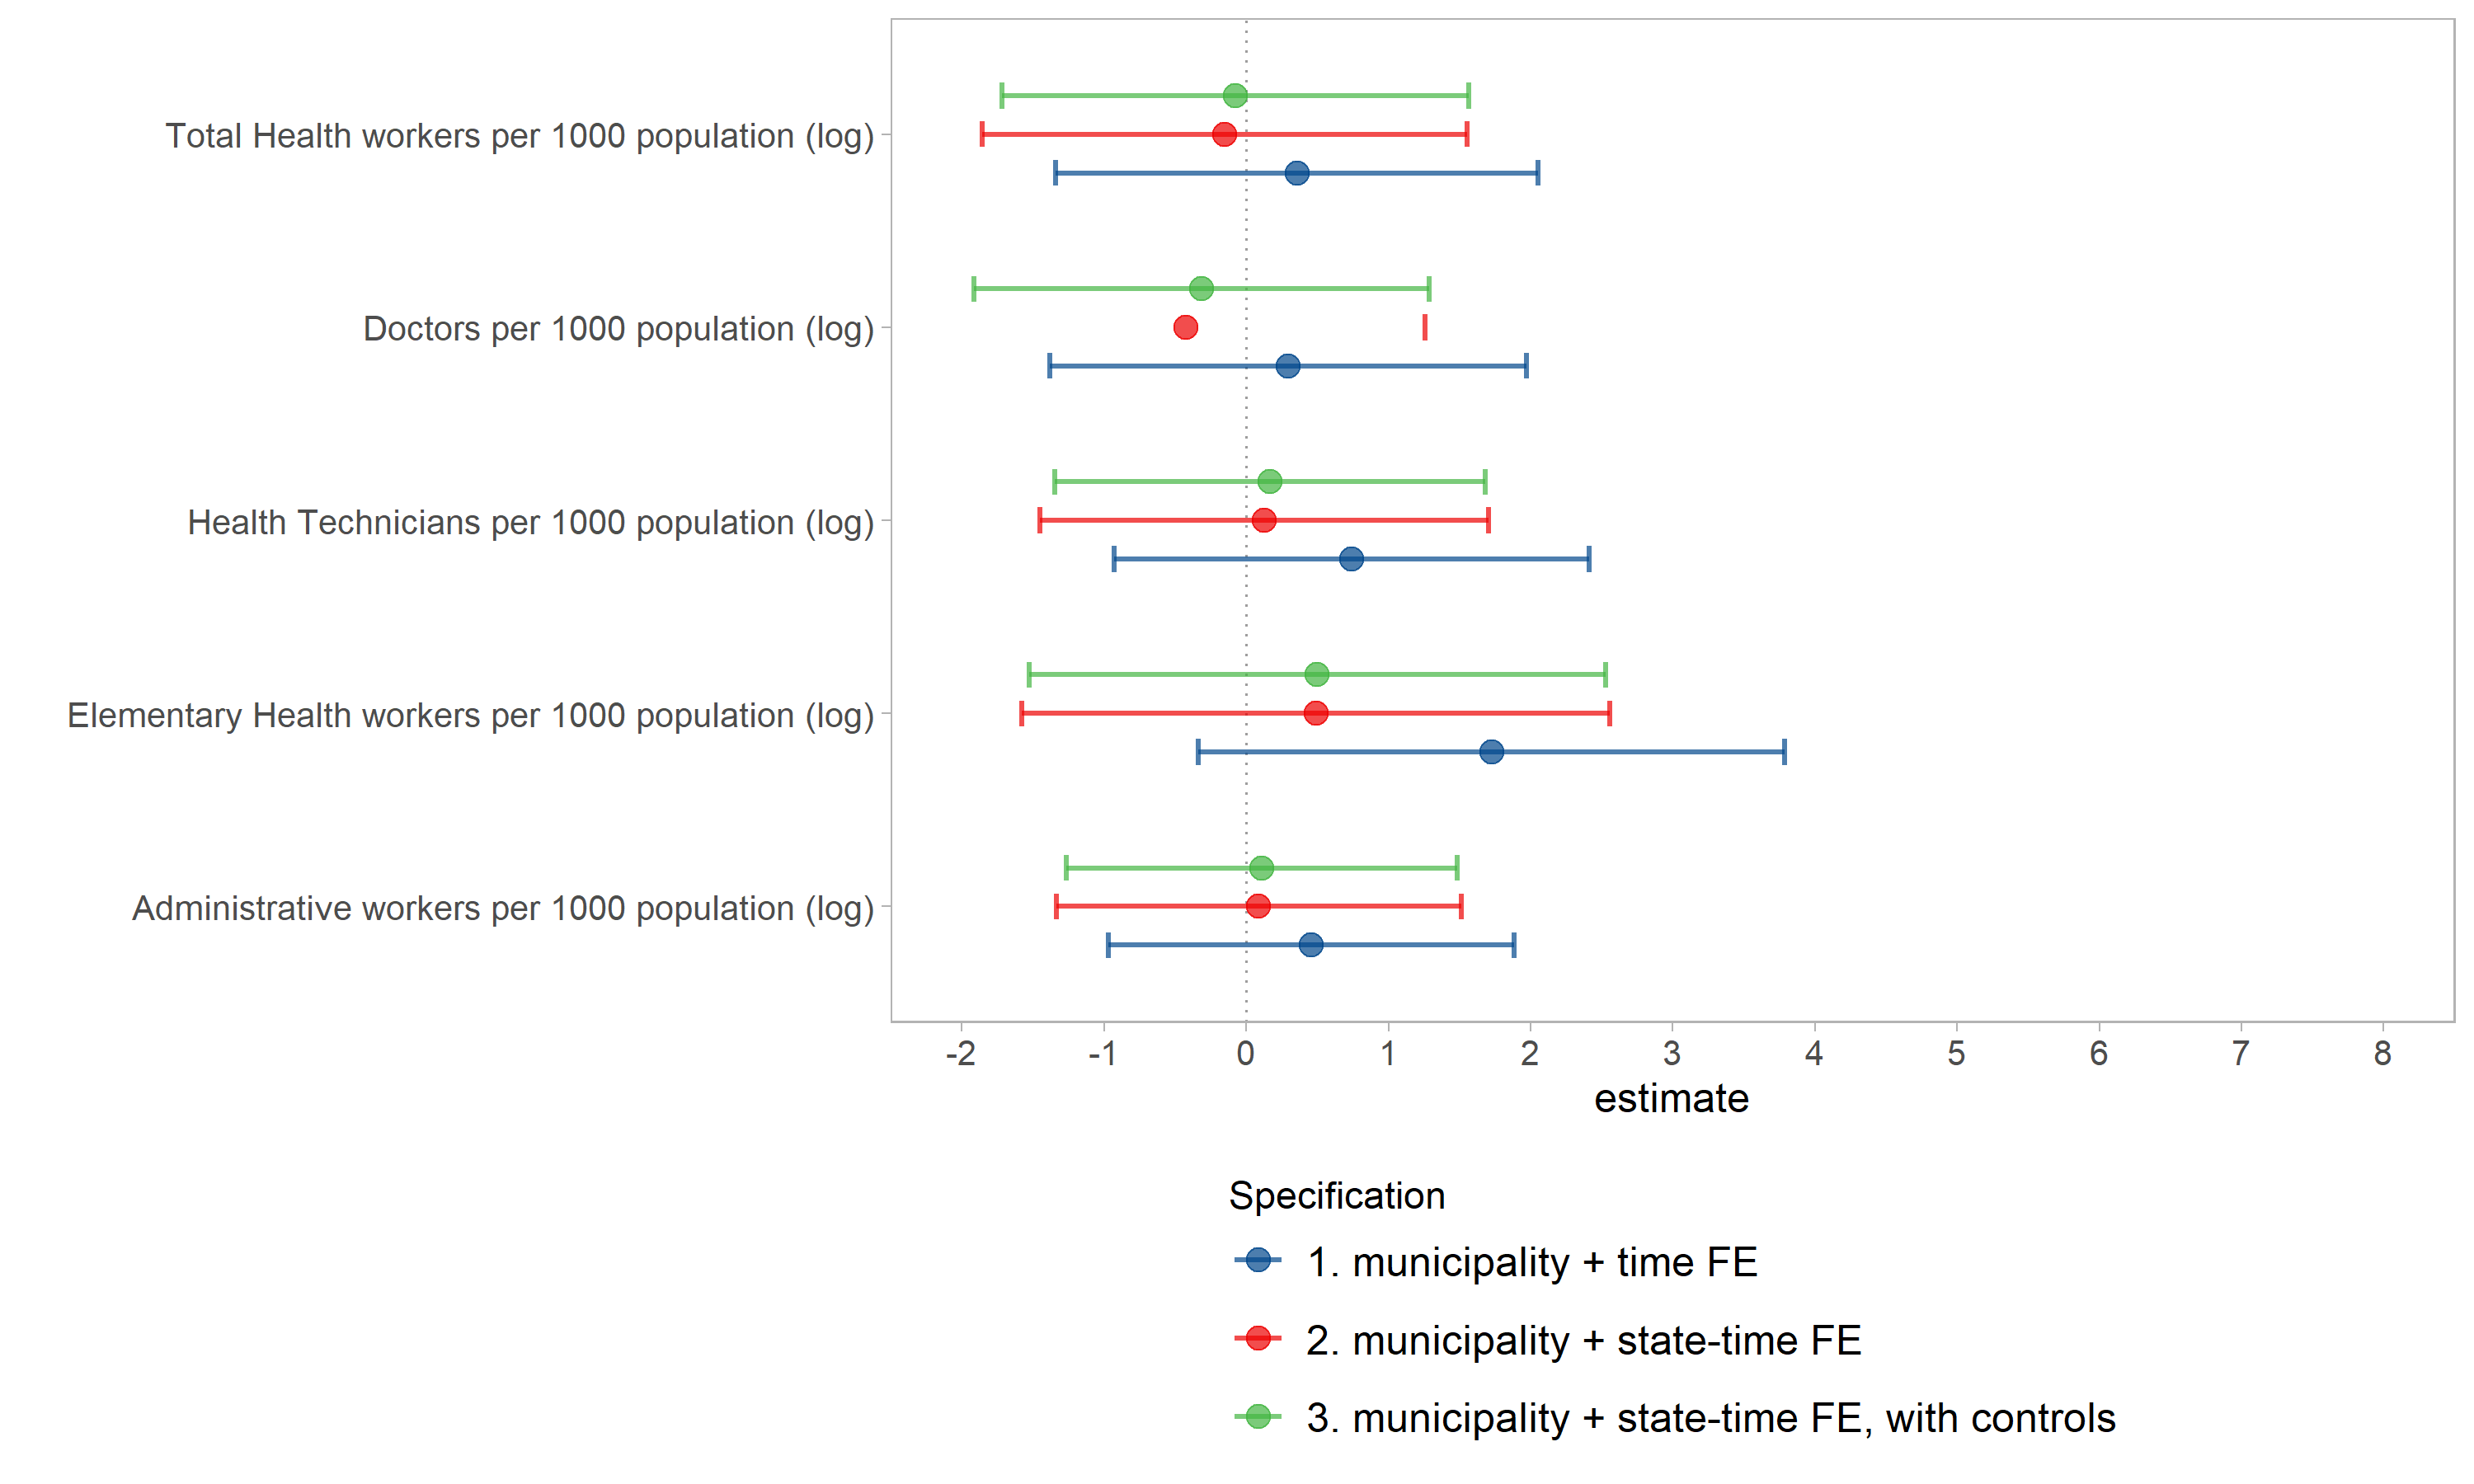 Total Health workers per 1000 population (log)
Doctors per 1000 population (log)
Health Technicians per 1000 population (log)
Elementary Health workers per 1000 population (log)
Administrative workers per 1000 population (log)
-2 -1 0 1 2 3 4 5 6 7 8
estimate
Specification
1. municipality + time FE
2. municipality + state-time FE
3. municipality + state-time FE, with controls